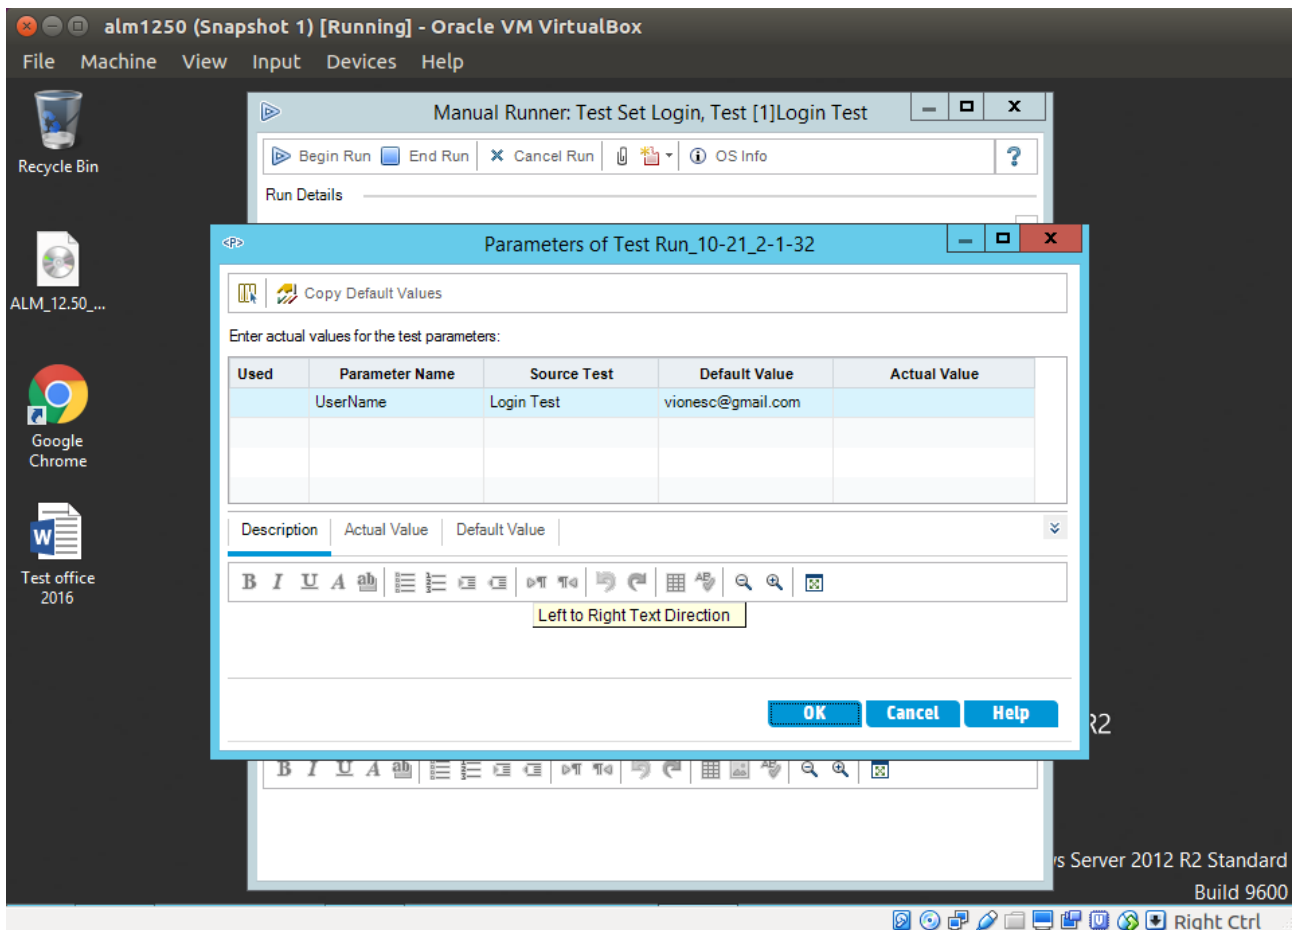 alm1250 (Snapshot 1) [Running] - Oracle VM VirtualBox
File Machine View Input Devices Help
Recycle Bin
ALM_12.50_...
Google
Chrome
Test office
2016
Manual Runner: Test Set Login, Test [1]Login Test
Begin Run End Run Cancel Run OS Info
Run Details
Parameters of Test Run_10-21_2-1-32
Copy Default Values
Enter actual values for the test parameters:
Used Parameter Name Source Test Default Value Actual Value
UserName Login Test vionesc@gmail.com
Description Actual Value Default Value
B I U A ab
Left to Right Text Direction
OK Cancel Help
R2
B I U A ab
s Server 2012 R2 Standard
Build 9600
Right Ctrl